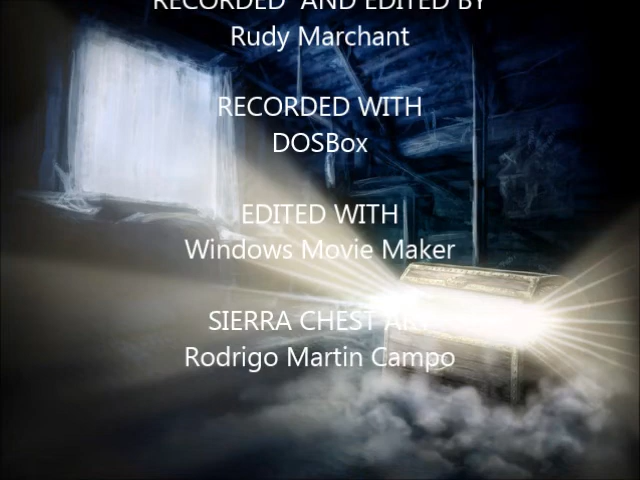 RECORDED AND EDITED BY
Rudy Marchant
RECORDED WITH
DOSBox
EDITED WITH
Windows Movie Maker
SIERRA CHEST ART
Rodrigo Martin Campo